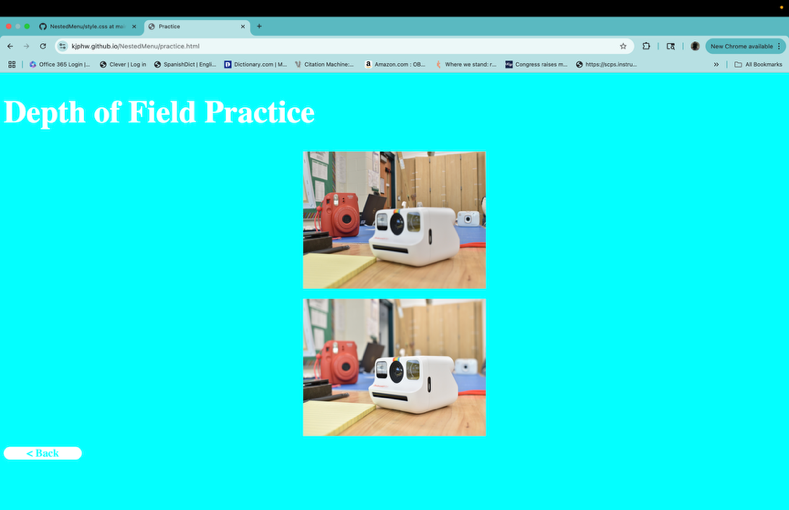 NestedMenu/style.css at mai
Practice
kjphw.github.io/NestedMenu/practice.html
New Chrome available
Office 365 Login |...
Clever | Log in
SpanishDict | Engli...
Dictionary.com | M...
Citation Machine:...
Amazon.com : OB...
Where we stand: r...
Congress raises m...
https://scps.instru...
All Bookmarks
Depth of Field Practice
< Back